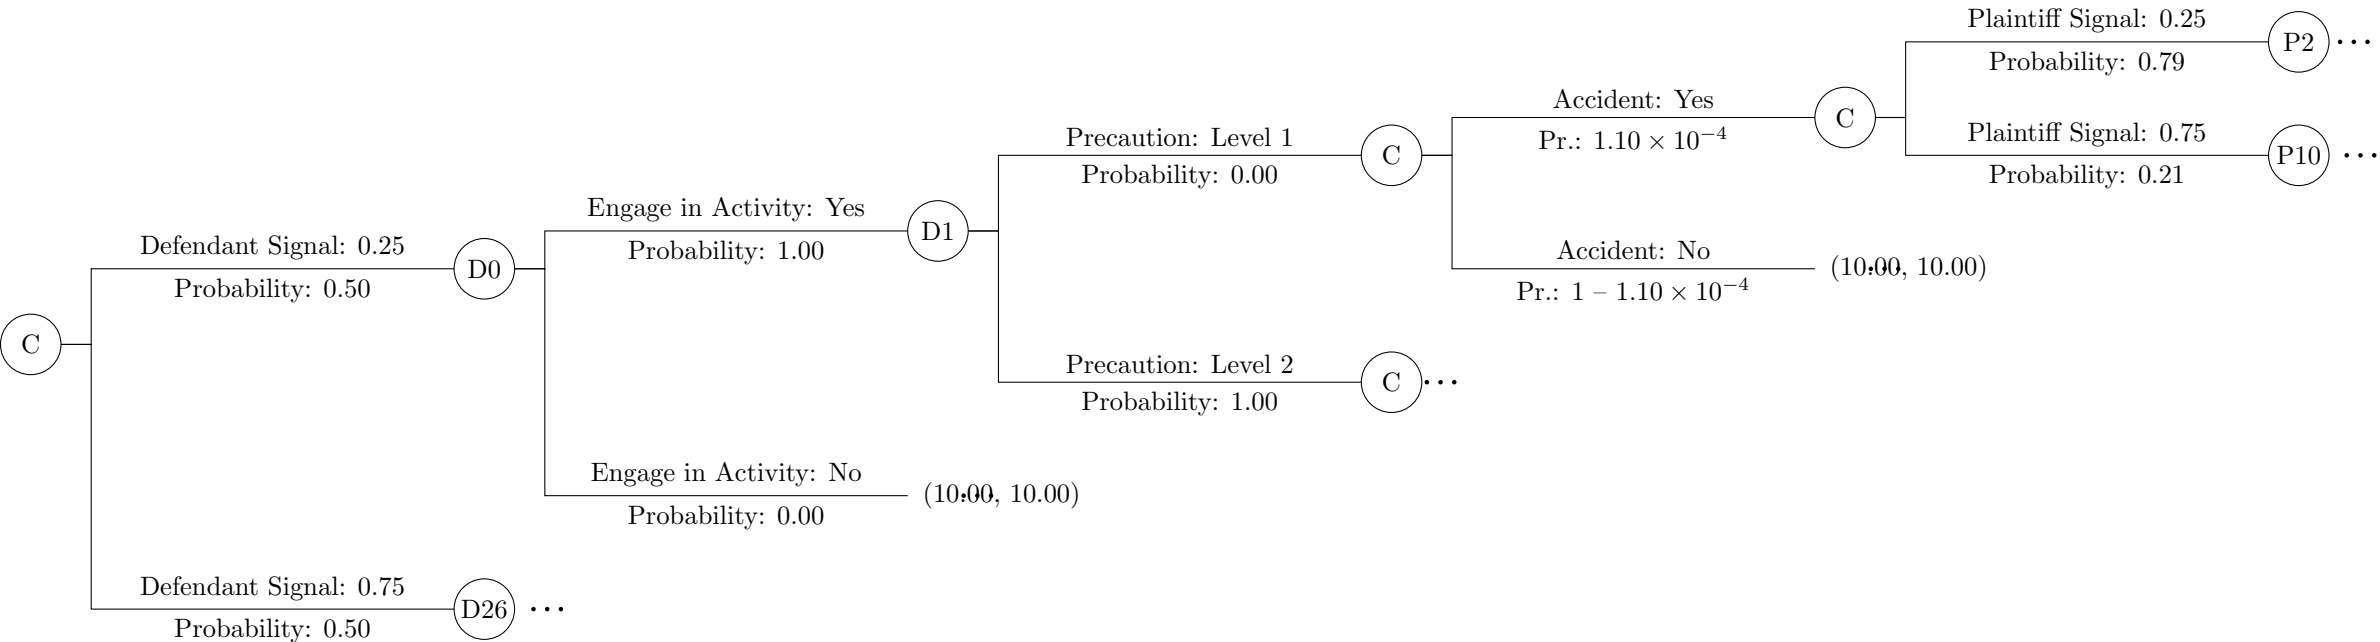 Plaintiff Signal: 0.25
P2 ...
Probability: 0.79
Accident: Yes
C
Pr.: 1.10 × 10⁻⁴
Plaintiff Signal: 0.75
P10 ...
Probability: 0.21
Precaution: Level 1
C
Probability: 0.00
Engage in Activity: Yes
D1
Probability: 1.00
Accident: No
(10.00, 10.00)
Pr.: 1 – 1.10 × 10⁻⁴
Defendant Signal: 0.25
D0
Probability: 0.50
C
Precaution: Level 2
C ...
Probability: 1.00
Engage in Activity: No
(10.00, 10.00)
Probability: 0.00
Defendant Signal: 0.75
D26 ...
Probability: 0.50